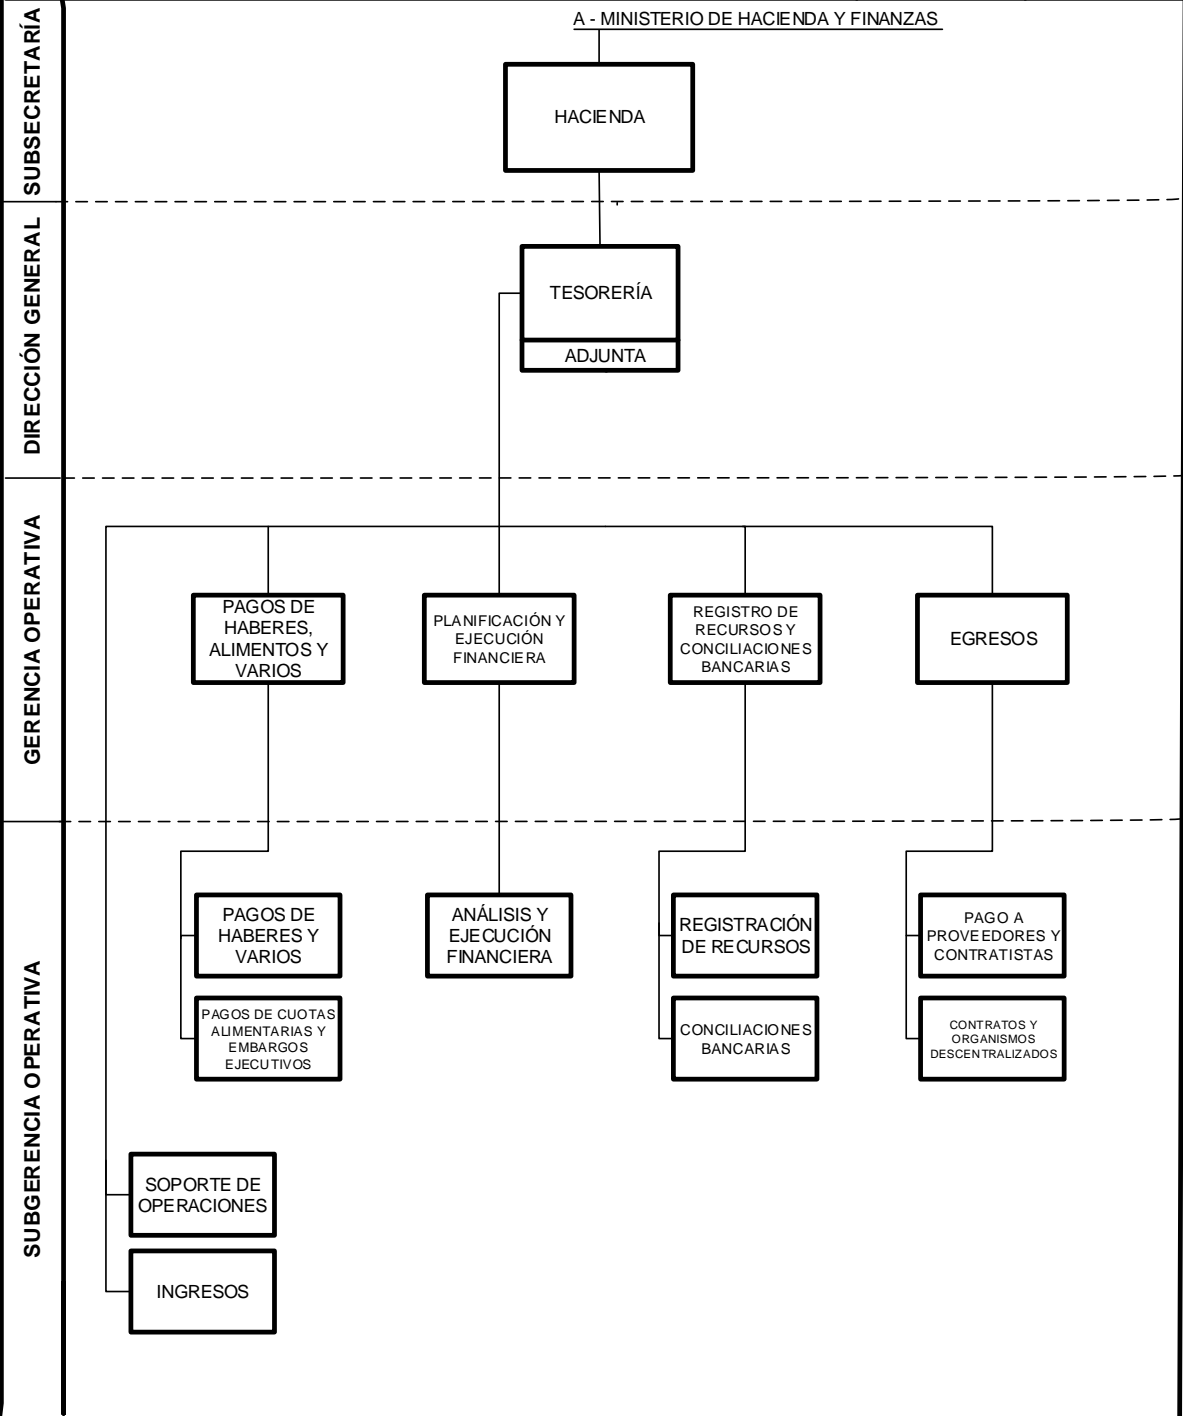 A - MINISTERIO DE HACIENDA Y FINANZAS
SUBSECRETARÍA
HACIENDA
DIRECCIÓN GENERAL
TESORERÍA
ADJUNTA
GERENCIA OPERATIVA
PAGOS DE
HABERES,
ALIMENTOS Y
VARIOS
PLANIFICACIÓN Y
EJECUCIÓN
FINANCIERA
REGISTRO DE
RECURSOS Y
CONCILIACIONES
BANCARIAS
EGRESOS
SUBGERENCIA OPERATIVA
PAGOS DE
HABERES Y
VARIOS
ANÁLISIS Y
EJECUCIÓN
FINANCIERA
REGISTRACIÓN
DE RECURSOS
PAGO A
PROVEEDORES Y
CONTRATISTAS
PAGOS DE CUOTAS
ALIMENTARIAS Y
EMBARGOS
EJECUTIVOS
CONCILIACIONES
BANCARIAS
CONTRATOS Y
ORGANISMOS
DESCENTRALIZADOS
SOPORTE DE
OPERACIONES
INGRESOS